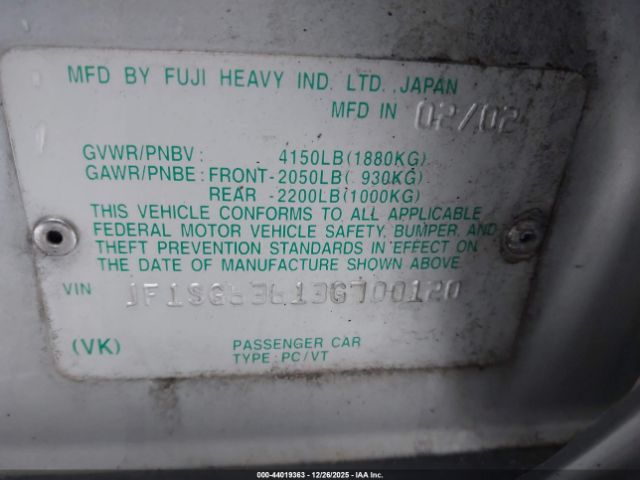 MFD BY FUJI HEAVY IND. LTD. JAPAN
MFD IN 02/02
GVWR/PNBV : 4150LB(1880KG)
GAWR/PNBE : FRONT-2050LB( 930KG)
REAR -2200LB(1000KG)
THIS VEHICLE CONFORMS TO ALL APPLICABLE
FEDERAL MOTOR VEHICLE SAFETY, BUMPER, AND
THEFT PREVENTION STANDARDS IN EFFECT ON
THE DATE OF MANUFACTURE SHOWN ABOVE.
VIN JF1SG63613G700120
(VK) PASSENGER CAR
TYPE : PC/VT
000-44019363 - 12/26/2025 - IAA Inc.